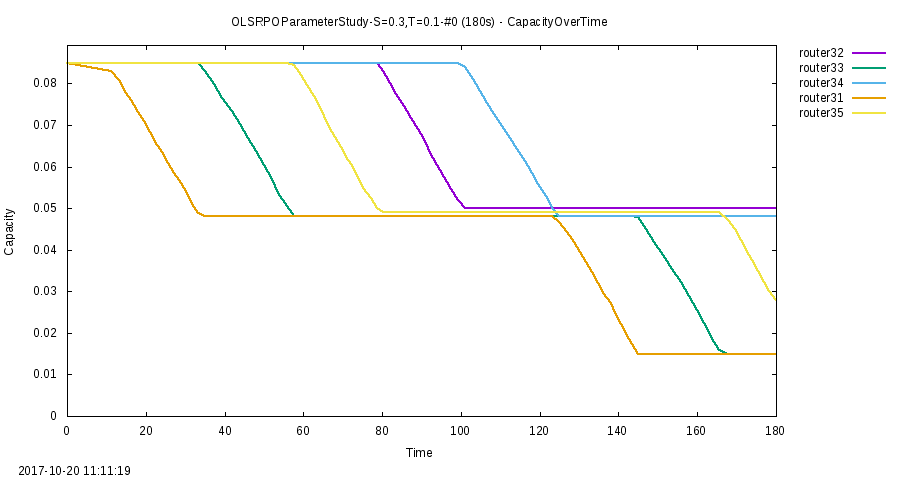 OLSRPOParameterStudy-S=0.3,T=0.1-#0 (180s) - CapacityOverTime
router32
router33
router34
router31
router35
0.08
0.07
0.06
0.05
0.04
0.03
0.02
0.01
0
Capacity
0 20 40 60 80 100 120 140 160 180
Time
2017-10-20 11:11:19